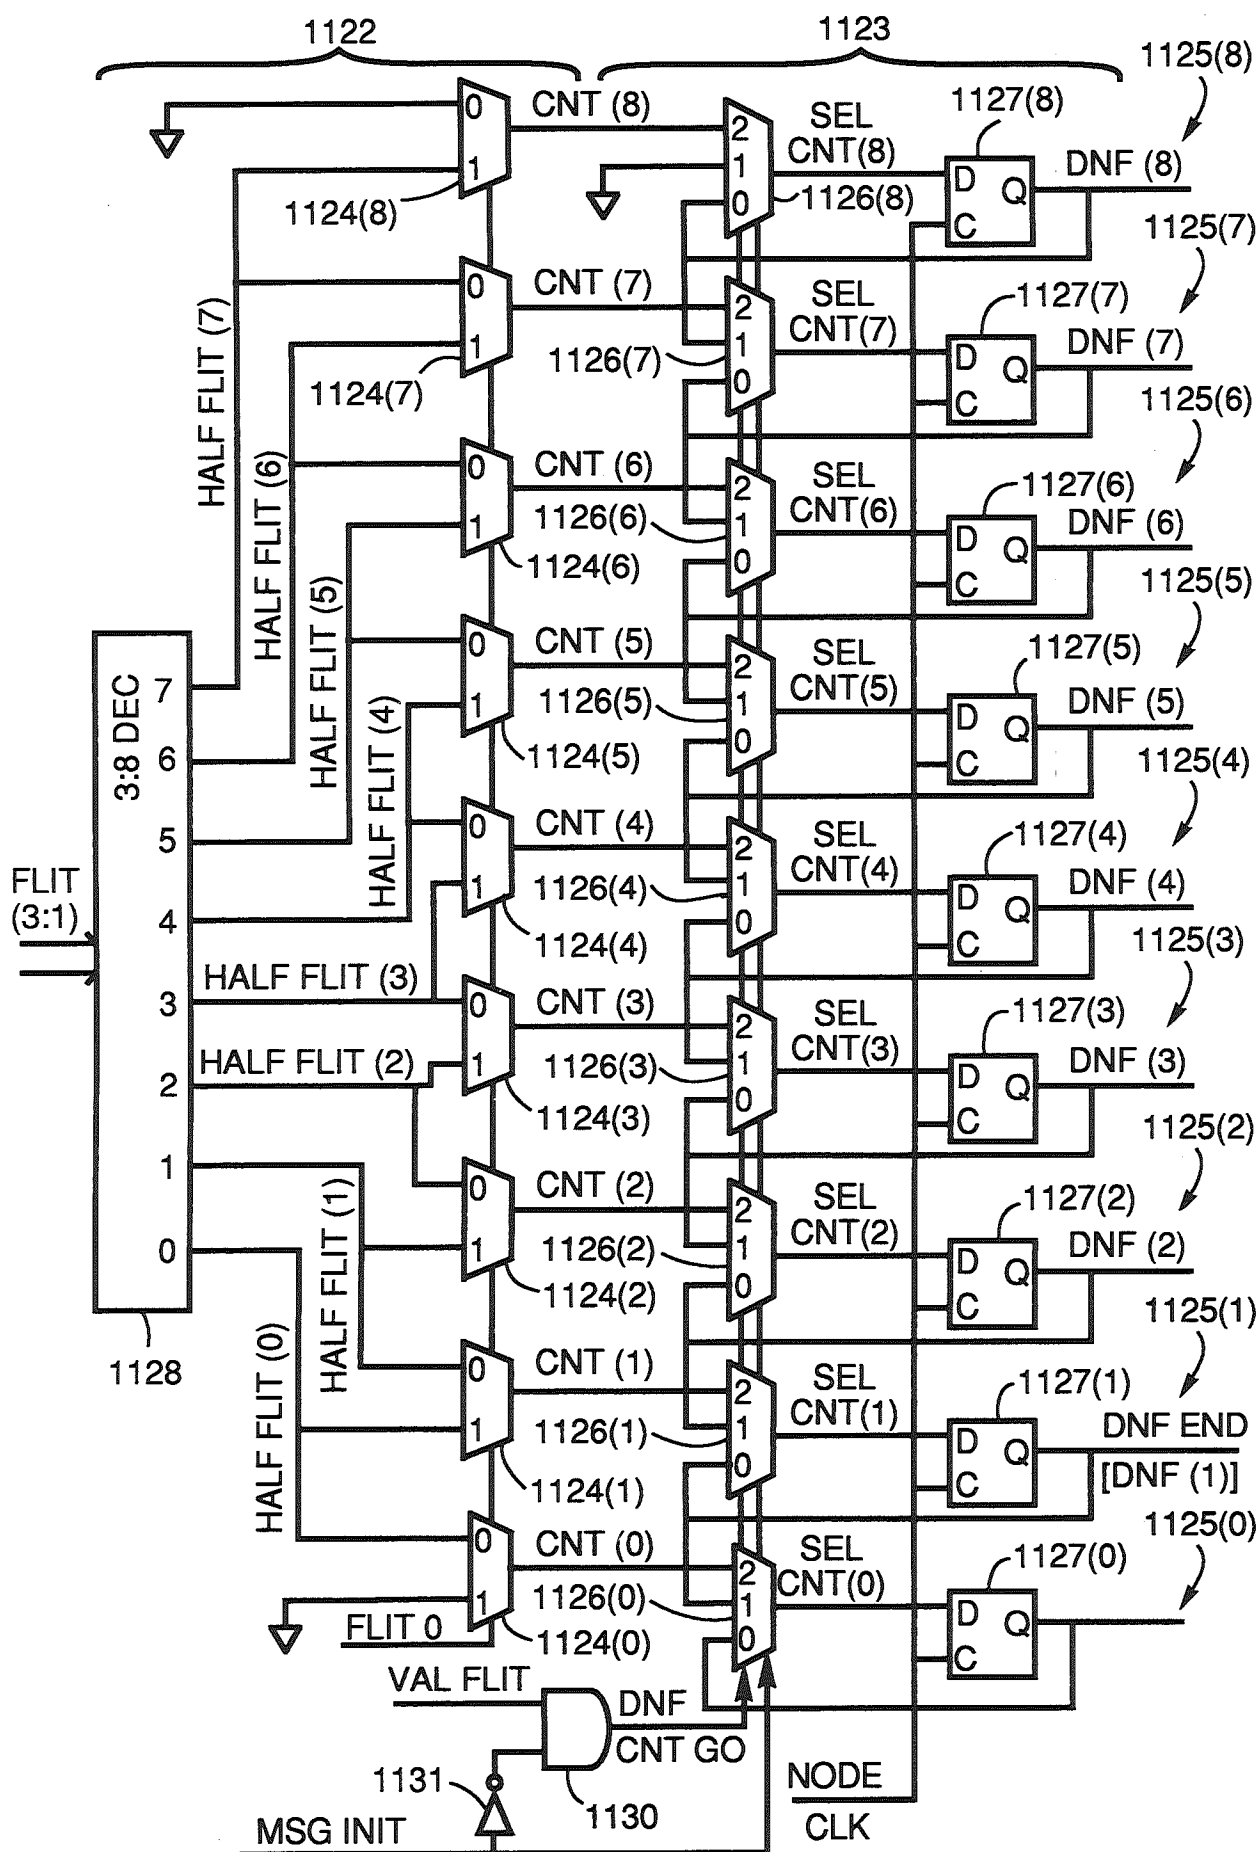 1122
1123
1125(8)
0
CNT (8)
1
1124(8)
2
1
0
SEL
CNT(8)
1126(8)
1127(8)
D
Q
C
DNF (8)
1125(7)
HALF FLIT (7)
0
CNT (7)
1
1124(7)
2
1
0
1126(7)
SEL
CNT(7)
1127(7)
D
Q
C
DNF (7)
1125(6)
HALF FLIT (6)
0
CNT (6)
1
1124(6)
2
1
0
1126(6)
SEL
CNT(6)
1127(6)
D
Q
C
DNF (6)
1125(5)
HALF FLIT (5)
0
CNT (5)
1
1124(5)
2
1
0
1126(5)
SEL
CNT(5)
1127(5)
D
Q
C
DNF (5)
1125(4)
3:8 DEC
7
6
5
4
3
2
1
0
1128
FLIT
(3:1)
HALF FLIT (4)
0
CNT (4)
1
1124(4)
2
1
0
1126(4)
SEL
CNT(4)
1127(4)
D
Q
C
DNF (4)
1125(3)
HALF FLIT (3)
0
CNT (3)
1
1124(3)
2
1
0
1126(3)
SEL
CNT(3)
1127(3)
D
Q
C
DNF (3)
1125(2)
HALF FLIT (2)
0
CNT (2)
1
1124(2)
2
1
0
1126(2)
SEL
CNT(2)
1127(2)
D
Q
C
DNF (2)
1125(1)
HALF FLIT (1)
0
CNT (1)
1
1124(1)
2
1
0
1126(1)
SEL
CNT(1)
1127(1)
D
Q
C
DNF END
[DNF (1)]
1125(0)
HALF FLIT (0)
0
CNT (0)
1
1124(0)
2
1
0
1126(0)
SEL
CNT(0)
1127(0)
D
Q
C
FLIT 0
VAL FLIT
DNF
CNT GO
1130
1131
MSG INIT
NODE
CLK